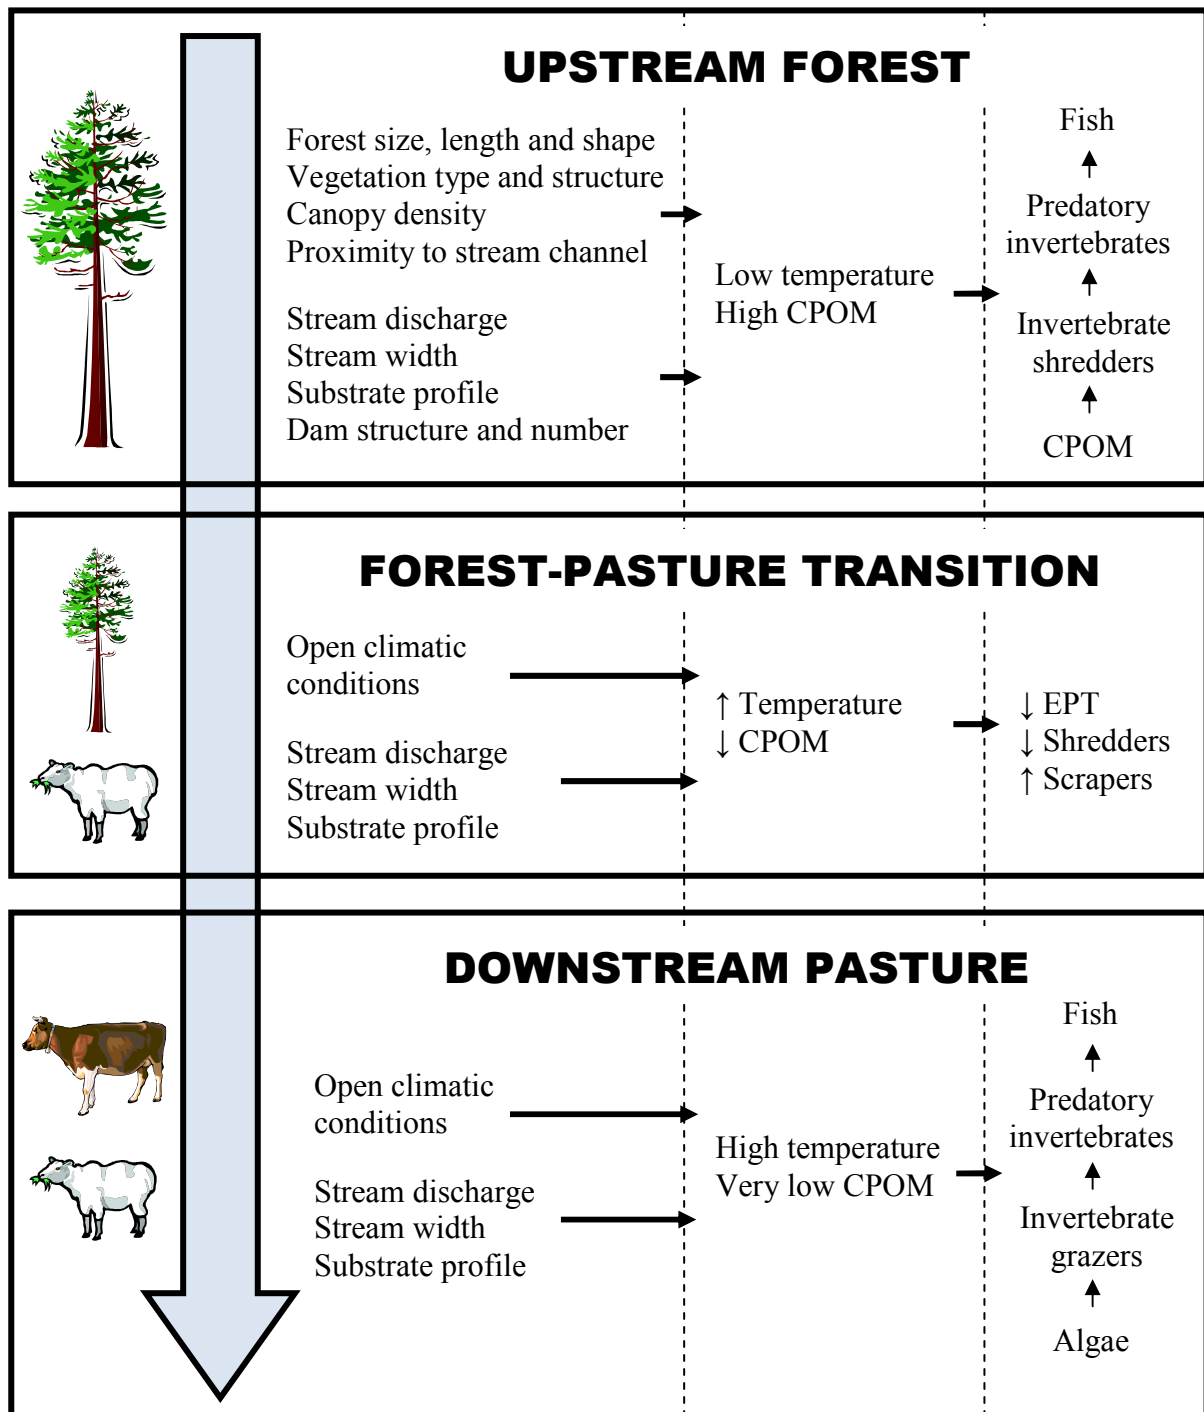 UPSTREAM FOREST
Forest size, length and shape
Vegetation type and structure
Canopy density
Proximity to stream channel
Stream discharge
Stream width
Substrate profile
Dam structure and number
Low temperature
High CPOM
Fish
Predatory
invertebrates
Invertebrate
shredders
CPOM
FOREST-PASTURE TRANSITION
Open climatic
conditions
Stream discharge
Stream width
Substrate profile
↑ Temperature
↓ CPOM
↓ EPT
↓ Shredders
↑ Scrapers
DOWNSTREAM PASTURE
Open climatic
conditions
Stream discharge
Stream width
Substrate profile
High temperature
Very low CPOM
Fish
Predatory
invertebrates
Invertebrate
grazers
Algae